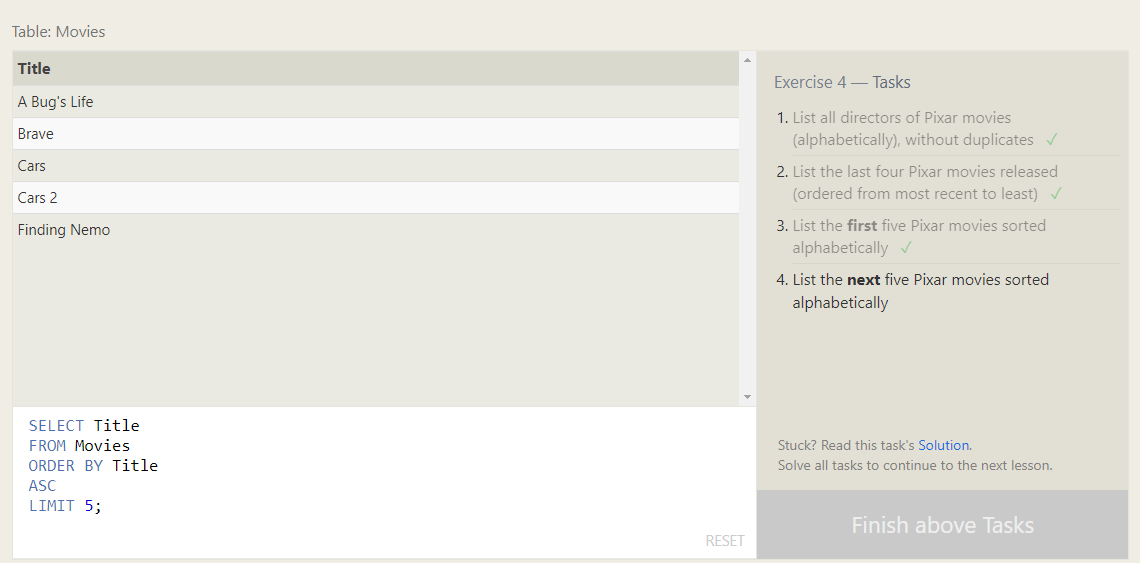 Table: Movies
Title
A Bug's Life
Brave
Cars
Cars 2
Finding Nemo
SELECT Title
FROM Movies
ORDER BY Title
ASC
LIMIT 5;
RESET
Exercise 4 — Tasks
1. List all directors of Pixar movies
(alphabetically), without duplicates ✓
2. List the last four Pixar movies released
(ordered from most recent to least) ✓
3. List the first five Pixar movies sorted
alphabetically ✓
4. List the next five Pixar movies sorted
alphabetically
Stuck? Read this task's Solution.
Solve all tasks to continue to the next lesson.
Finish above Tasks